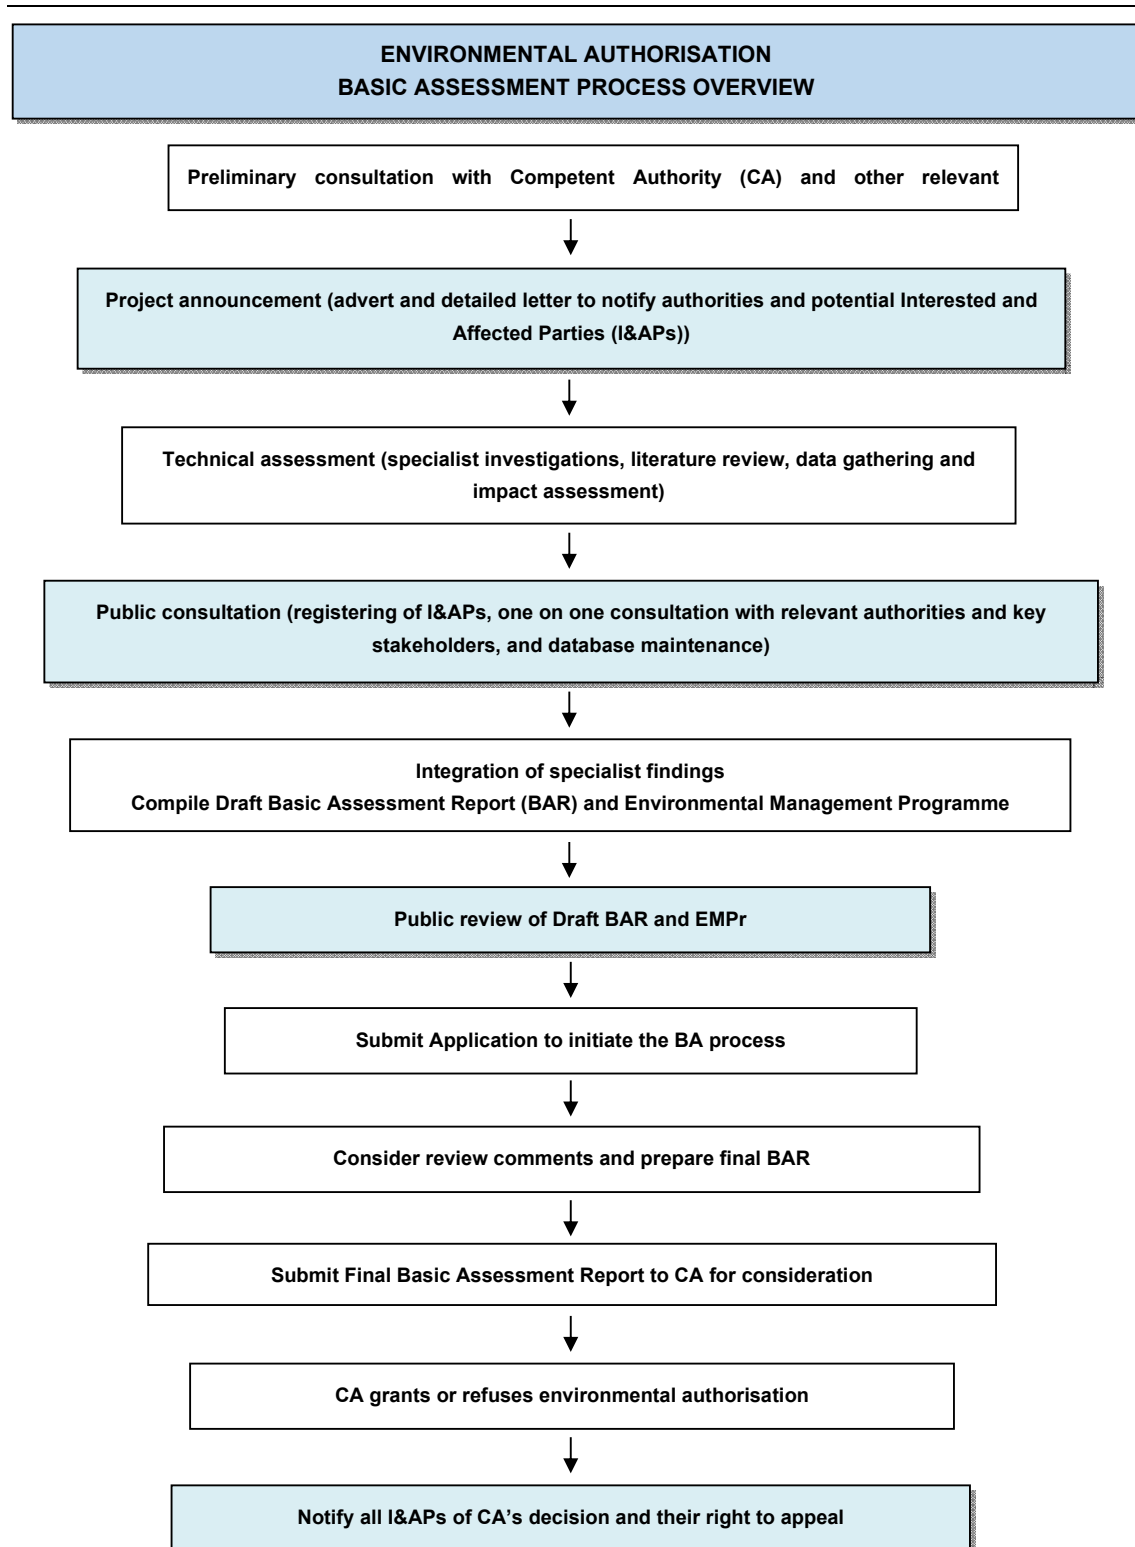 ENVIRONMENTAL AUTHORISATION
BASIC ASSESSMENT PROCESS OVERVIEW
Preliminary consultation with Competent Authority (CA) and other relevant
Project announcement (advert and detailed letter to notify authorities and potential Interested and
Affected Parties (I&APs))
Technical assessment (specialist investigations, literature review, data gathering and
impact assessment)
Public consultation (registering of I&APs, one on one consultation with relevant authorities and key
stakeholders, and database maintenance)
Integration of specialist findings
Compile Draft Basic Assessment Report (BAR) and Environmental Management Programme
Public review of Draft BAR and EMPr
Submit Application to initiate the BA process
Consider review comments and prepare final BAR
Submit Final Basic Assessment Report to CA for consideration
CA grants or refuses environmental authorisation
Notify all I&APs of CA's decision and their right to appeal